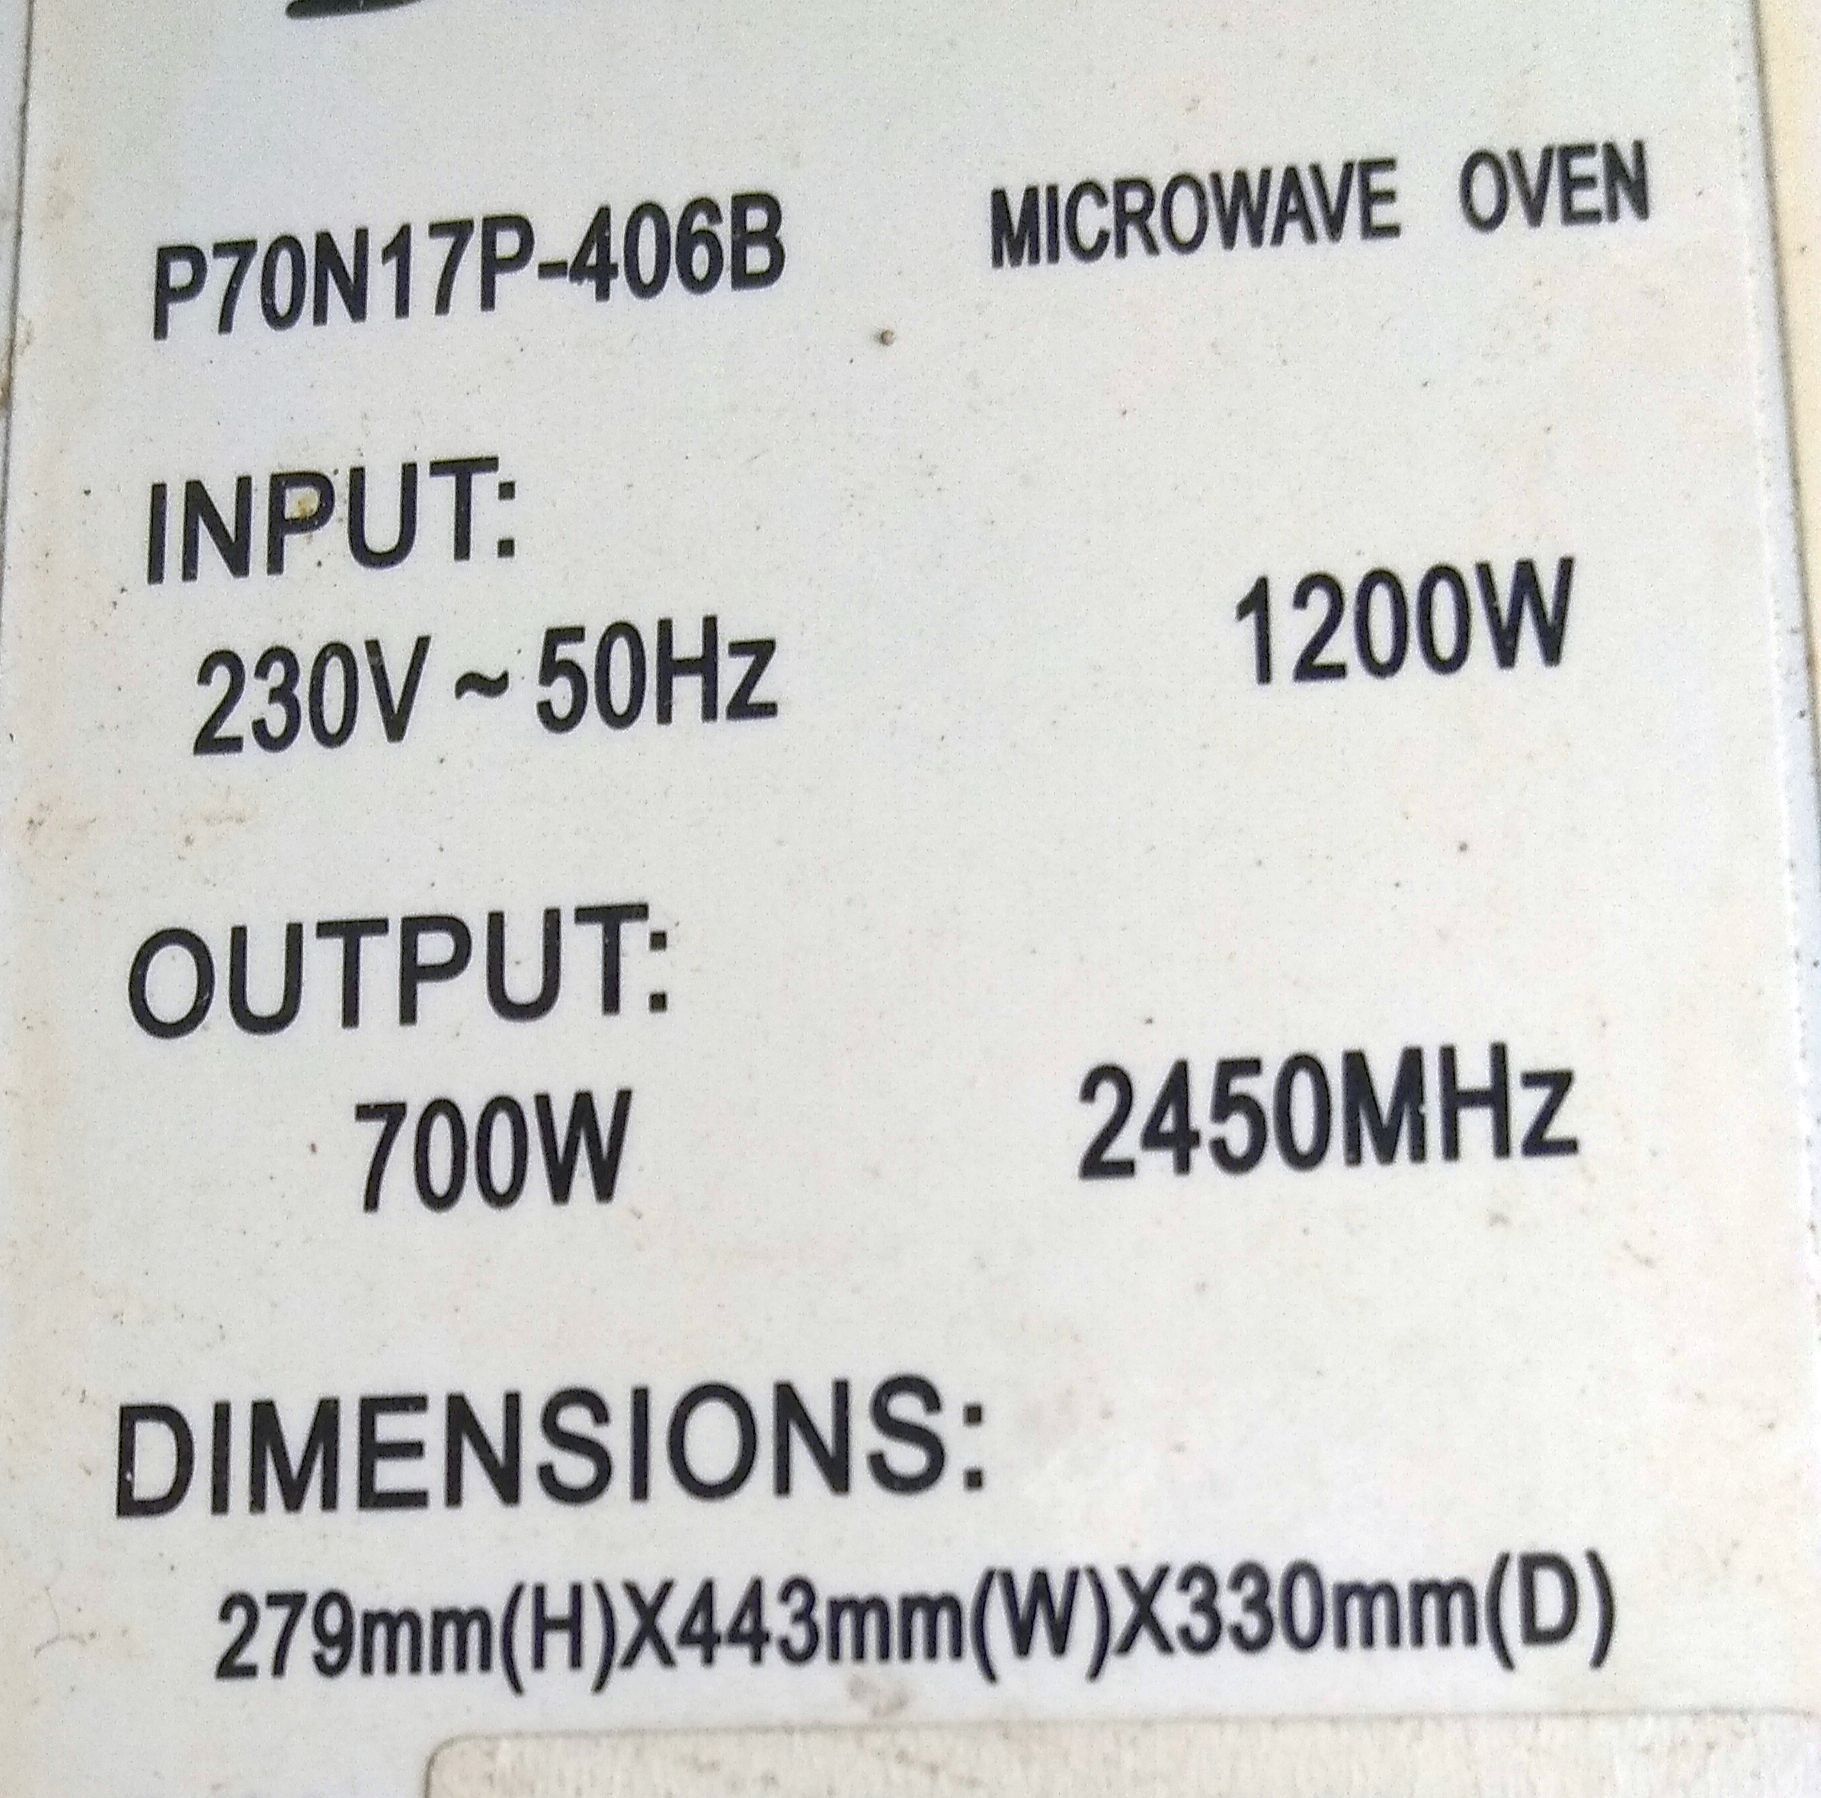 P70N17P-406B MICROWAVE OVEN
INPUT:
230V ~ 50Hz 1200W
OUTPUT:
700W 2450MHz
DIMENSIONS:
279mm(H)X443mm(W)X330mm(D)